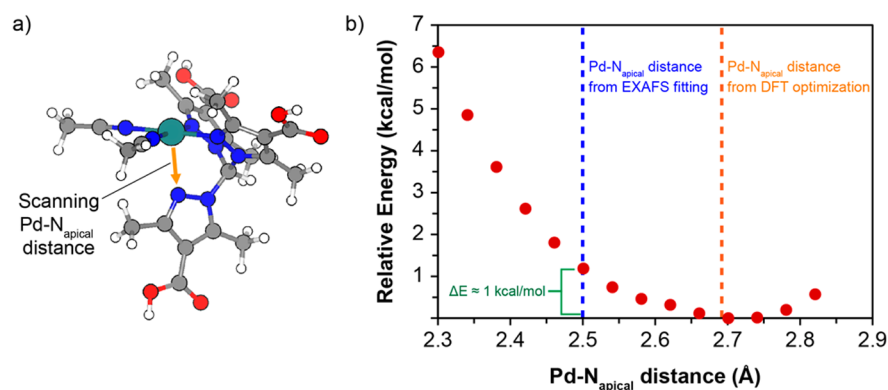 a)
Scanning
Pd-Napical
distance
b)
Relative Energy (kcal/mol)
7
6
5
4
3
2
1
0
Pd-Napical distance
from EXAFS fitting
Pd-Napical distance
from DFT optimization
ΔE ≈ 1 kcal/mol
2.3 2.4 2.5 2.6 2.7 2.8 2.9
Pd-Napical distance (Å)